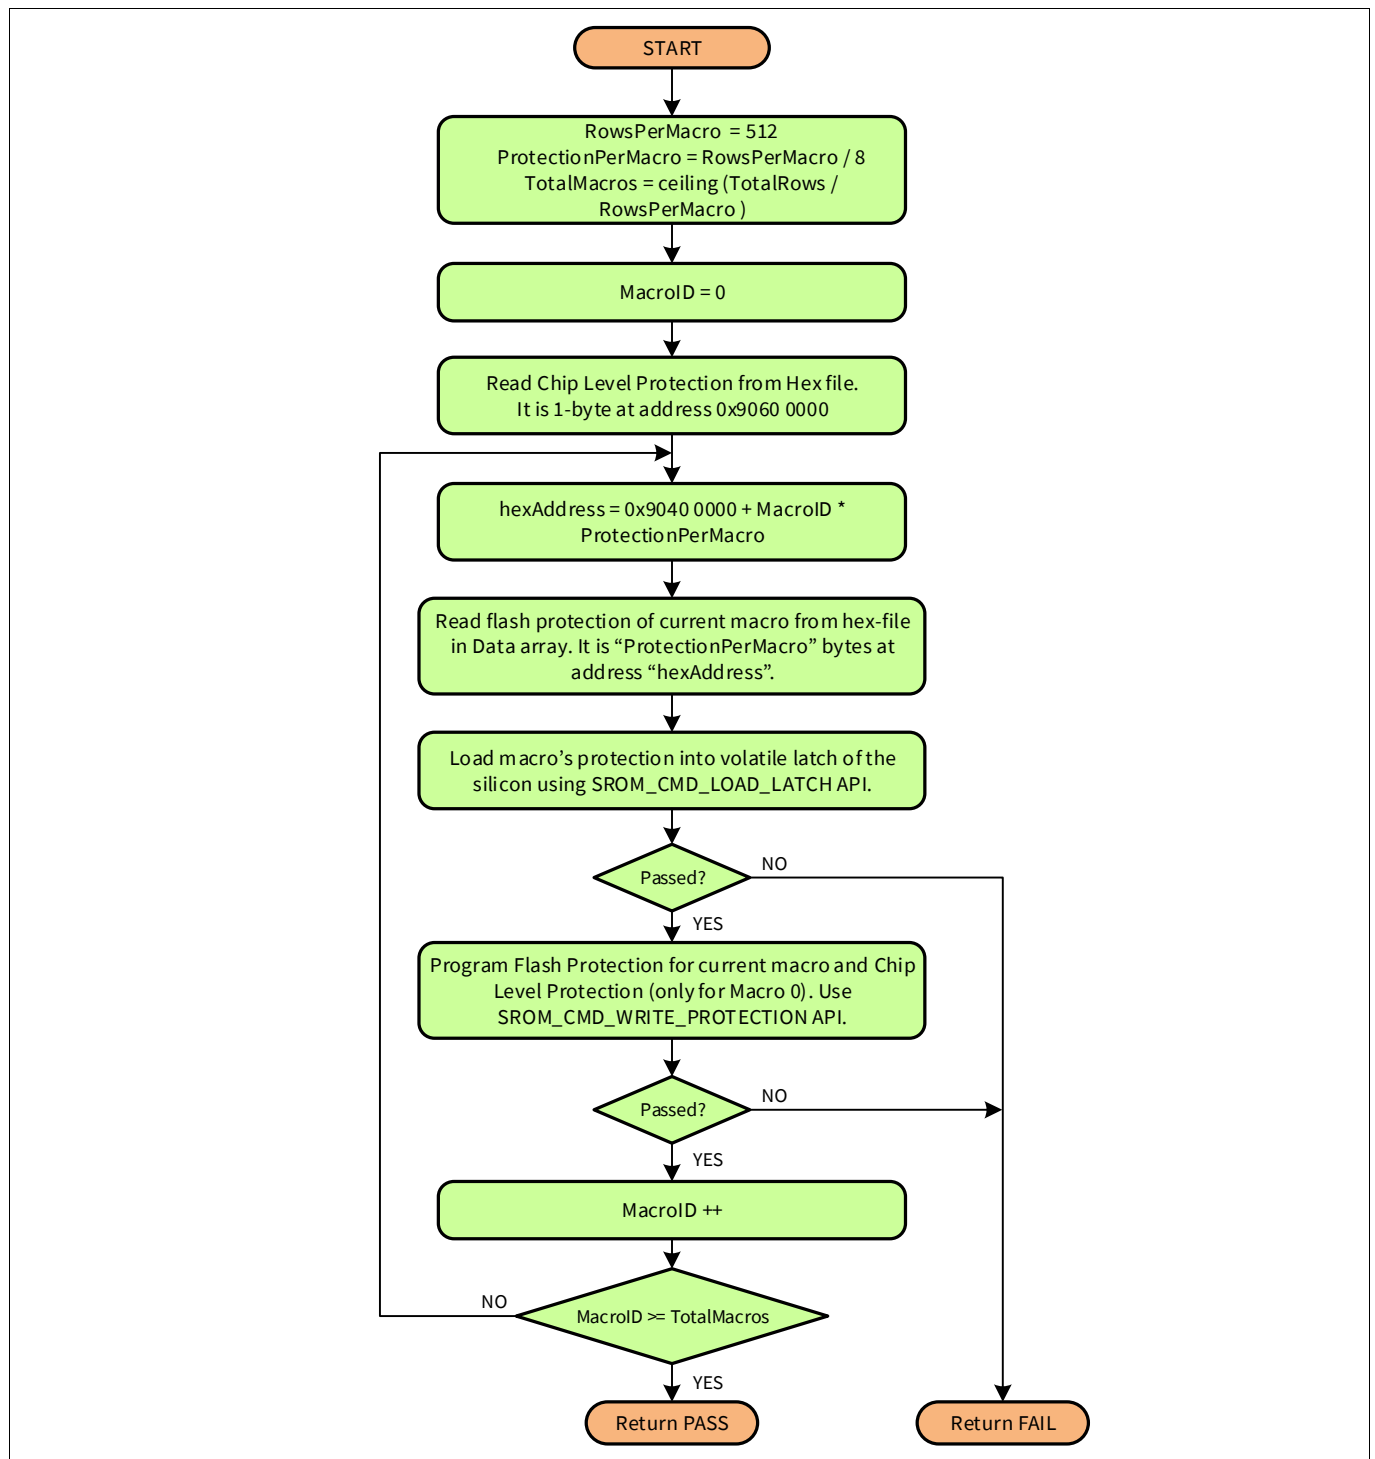 START
RowsPerMacro = 512
ProtectionPerMacro = RowsPerMacro / 8
TotalMacros = ceiling (TotalRows /
RowsPerMacro )
MacroID = 0
Read Chip Level Protection from Hex file.
It is 1-byte at address 0x9060 0000
hexAddress = 0x9040 0000 + MacroID *
ProtectionPerMacro
Read flash protection of current macro from hex-file
in Data array. It is “ProtectionPerMacro” bytes at
address “hexAddress”.
Load macro’s protection into volatile latch of the
silicon using SROM_CMD_LOAD_LATCH API.
Passed?
NO
YES
Program Flash Protection for current macro and Chip
Level Protection (only for Macro 0). Use
SROM_CMD_WRITE_PROTECTION API.
Passed?
NO
YES
MacroID ++
NO
MacroID >= TotalMacros
YES
Return PASS
Return FAIL